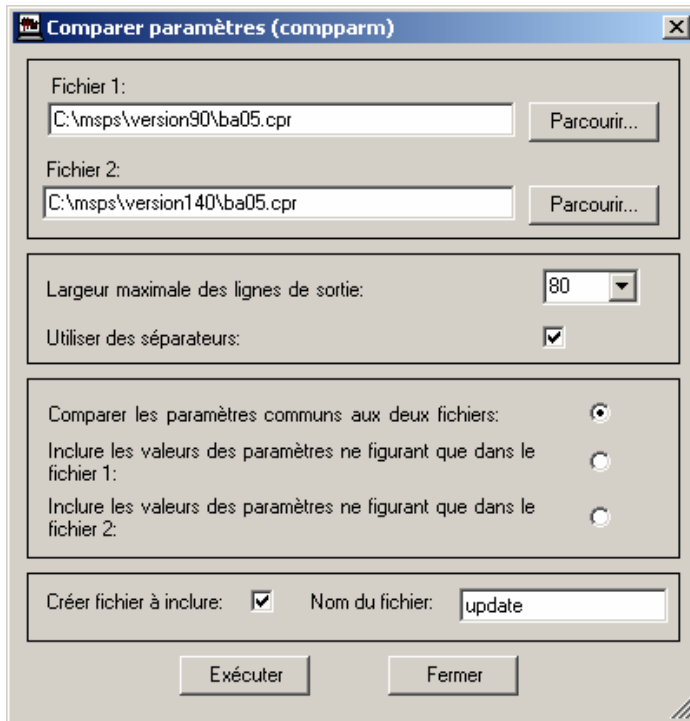 Comparer paramètres (compparm)
Fichier 1:
C:\msps\version90\ba05.cpr
Parcourir...
Fichier 2:
C:\msps\version140\ba05.cpr
Parcourir...
Largeur maximale des lignes de sortie:
80
Utiliser des séparateurs:
Comparer les paramètres communs aux deux fichiers:
Inclure les valeurs des paramètres ne figurant que dans le
fichier 1:
Inclure les valeurs des paramètres ne figurant que dans le
fichier 2:
Créer fichier à inclure:
Nom du fichier:
update
Exécuter
Fermer